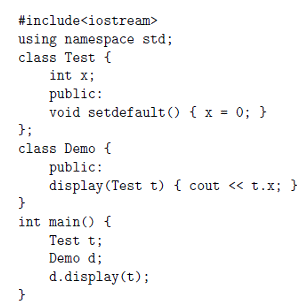 #include<iostream>
using namespace std;
class Test {
    int x;
    public:
    void setdefault() { x = 0; }
};
class Demo {
    public:
    display(Test t) { cout << t.x; }
}
int main() {
    Test t;
    Demo d;
    d.display(t);
}